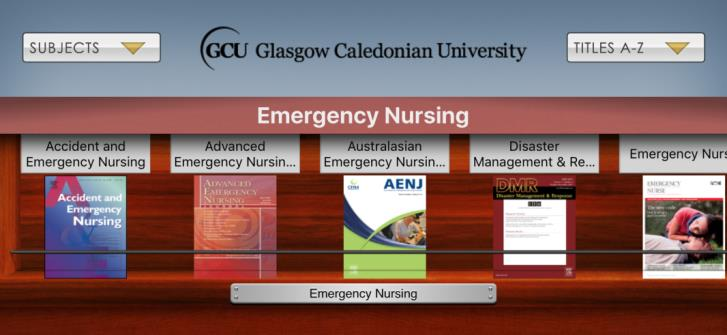 SUBJECTS
GCU Glasgow Caledonian University
TITLES A-Z
Emergency Nursing
Accident and
Emergency Nursing
Advanced
Emergency Nursin...
Australasian
Emergency Nursin...
Disaster
Management & Re...
Emergency Nurs
Accident and
Emergency
Nursing
ADVANCED
EMERGENCY
NURSING
AENJ
DMR
Disaster Management & Response
EMERGENCY
NURSE
Emergency Nursing